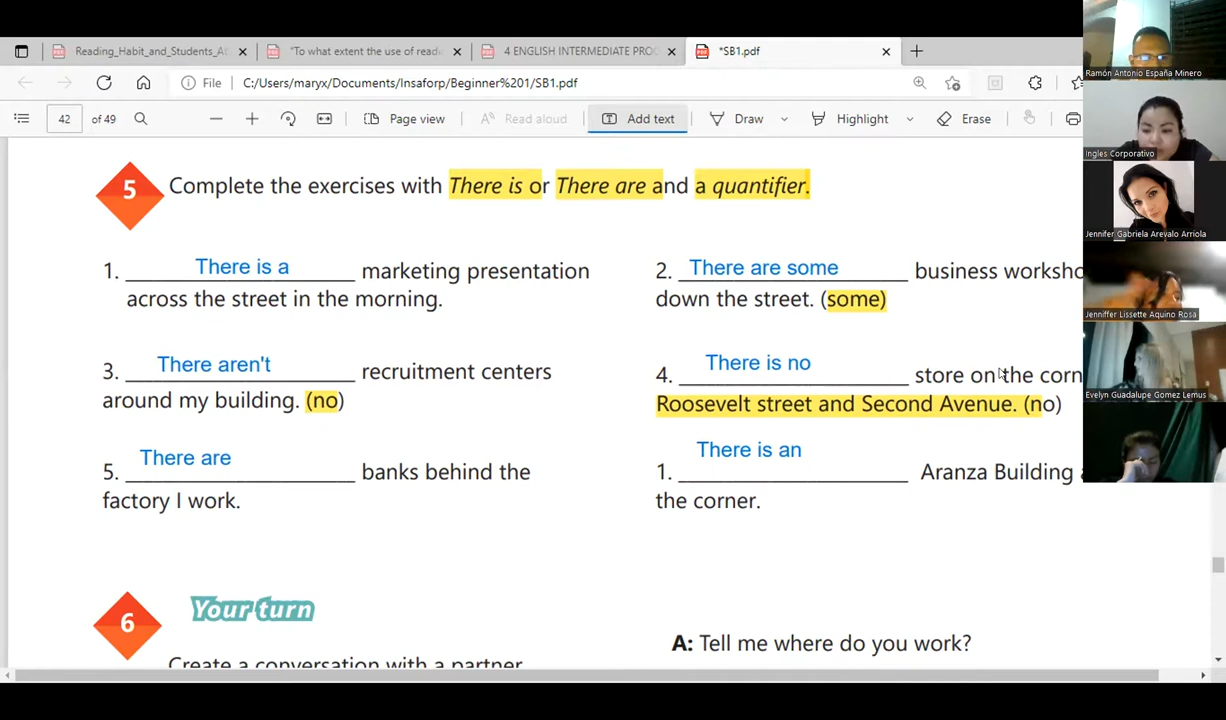 Reading_Habit_and_Students_At
"To what extent the use of read
4 ENGLISH INTERMEDIATE PRO
*SB1.pdf
File
C:/Users/maryx/Documents/Insaforp/Beginner%201/SB1.pdf
42
of 49
Page view
Read aloud
Add text
Draw
Highlight
Erase
Ramón Antonio España Minero
Ingles Corporativo
Jennifer Gabriela Arevalo Arriola
Jenniffer Lissette Aquino Rosa
Evelyn Guadalupe Gomez Lemus
5
Complete the exercises with There is or There are and a quantifier.
1. There is a marketing presentation
across the street in the morning.
2. There are some business worksho
down the street. (some)
3. There aren't recruitment centers
around my building. (no)
4. There is no store on the corn
Roosevelt street and Second Avenue. (no)
5. There are banks behind the
factory I work.
1. There is an Aranza Building a
the corner.
6
Your turn
Create a conversation with a partner
A: Tell me where do you work?